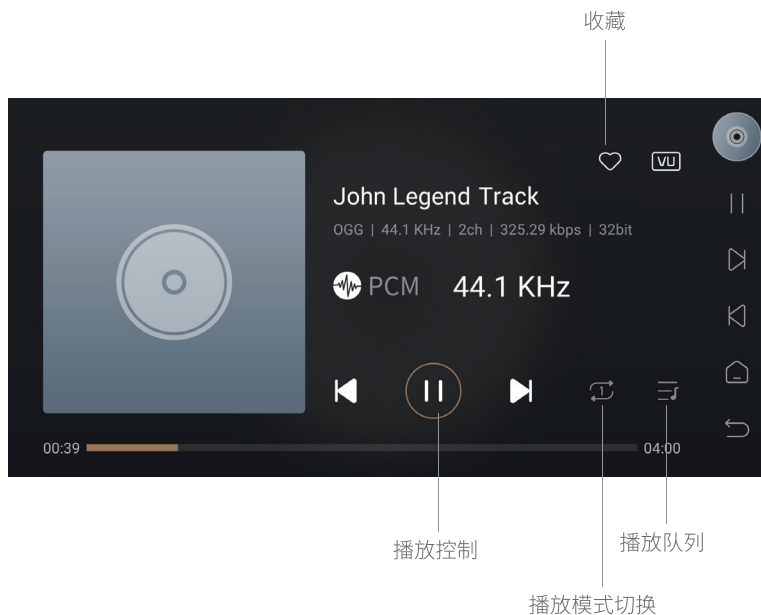 收藏
VU
John Legend Track
OGG | 44.1 KHz | 2ch | 325.29 kbps | 32bit
PCM 44.1 KHz
1
00:39 04:00
播放控制
播放队列
播放模式切换